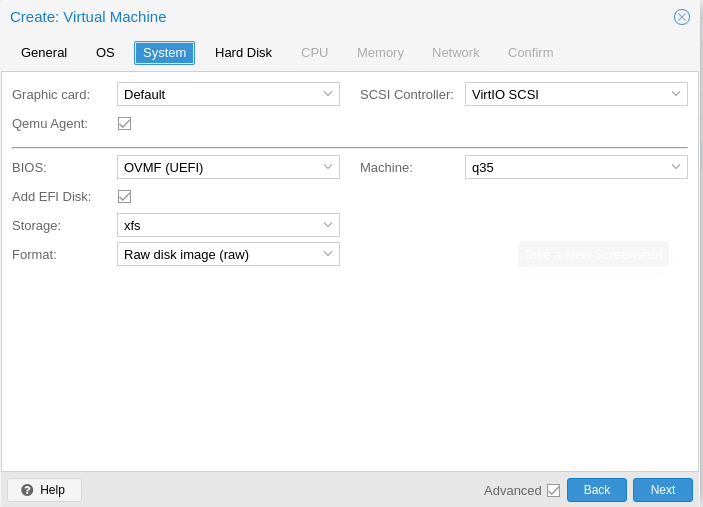 Create: Virtual Machine
General OS System Hard Disk CPU Memory Network Confirm
Graphic card: Default SCSI Controller: VirtIO SCSI
Qemu Agent:
BIOS: OVMF (UEFI) Machine: q35
Add EFI Disk:
Storage: xfs
Format: Raw disk image (raw) Take a New Screenshot
Help Advanced Back Next